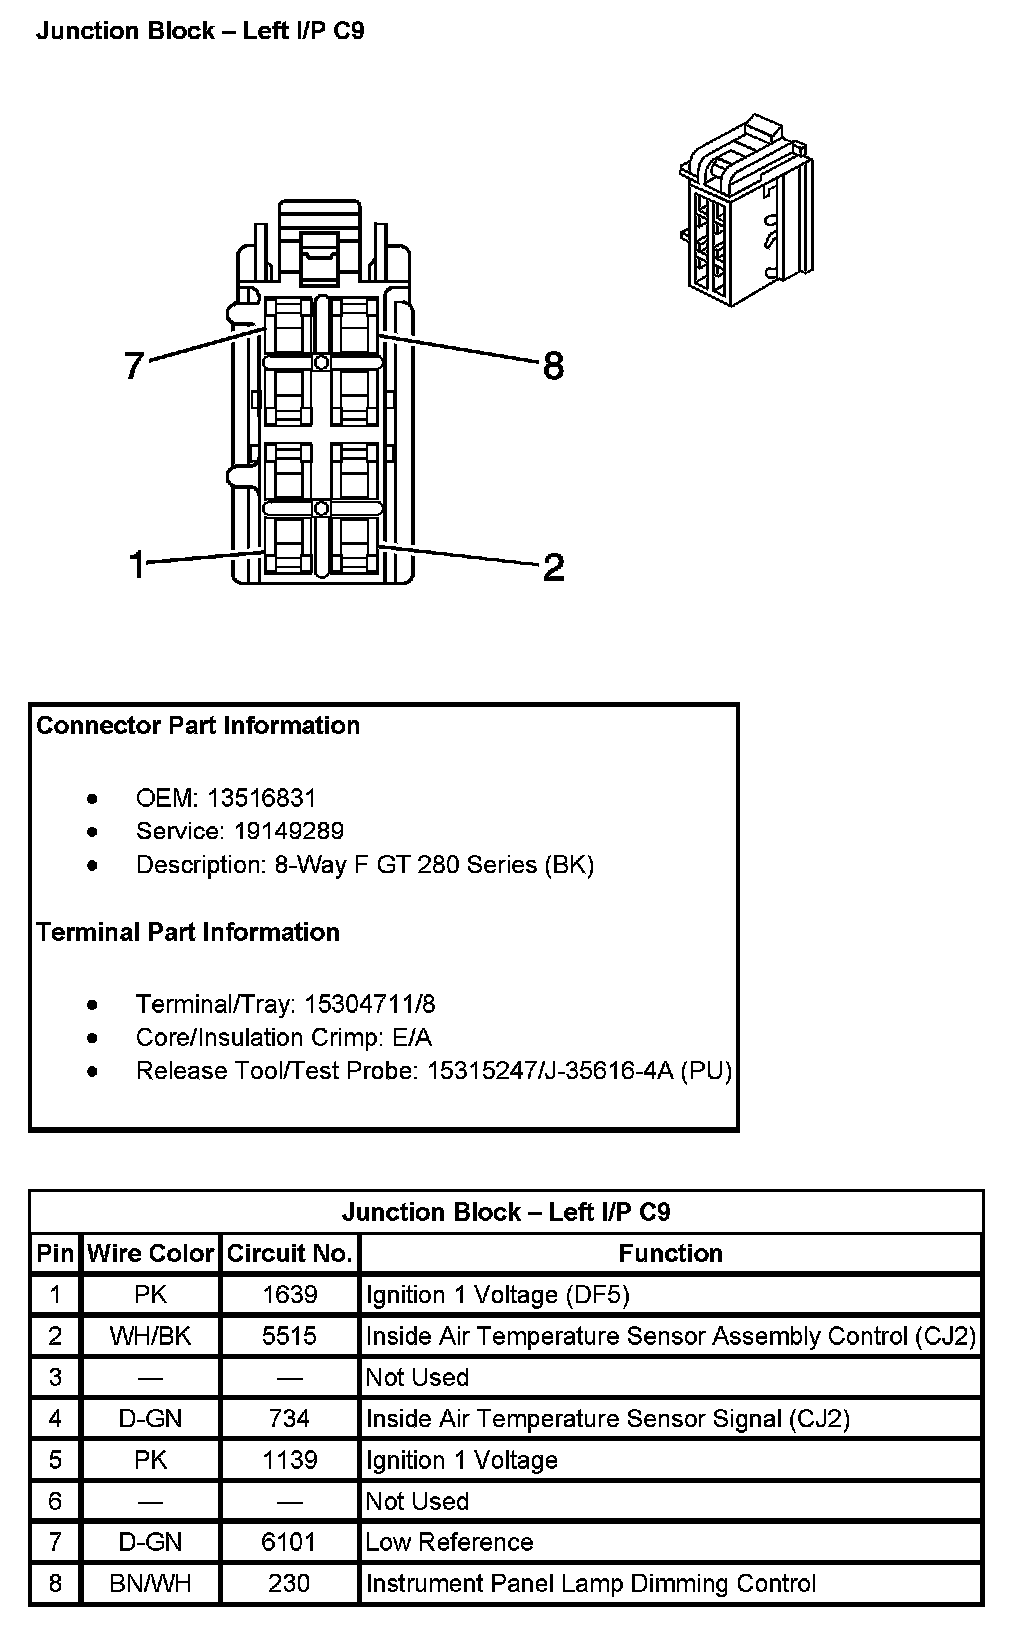 Junction Block – Left I/P C9
7
8
1
2
Connector Part Information
• OEM: 13516831
• Service: 19149289
• Description: 8-Way F GT 280 Series (BK)
Terminal Part Information
• Terminal/Tray: 15304711/8
• Core/Insulation Crimp: E/A
• Release Tool/Test Probe: 15315247/J-35616-4A (PU)
Junction Block – Left I/P C9
Pin Wire Color Circuit No. Function
1 PK 1639 Ignition 1 Voltage (DF5)
2 WH/BK 5515 Inside Air Temperature Sensor Assembly Control (CJ2)
3 — — Not Used
4 D-GN 734 Inside Air Temperature Sensor Signal (CJ2)
5 PK 1139 Ignition 1 Voltage
6 — — Not Used
7 D-GN 6101 Low Reference
8 BN/WH 230 Instrument Panel Lamp Dimming Control